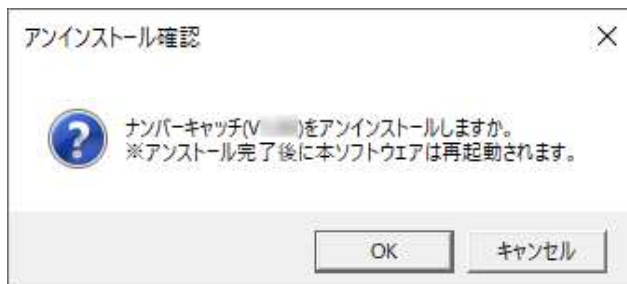 アンインストール確認
ナンバーキャッチ(V )をアンインストールしますか。
※アンストール完了後に本ソフトウエアは再起動されます。
OK
キャンセル